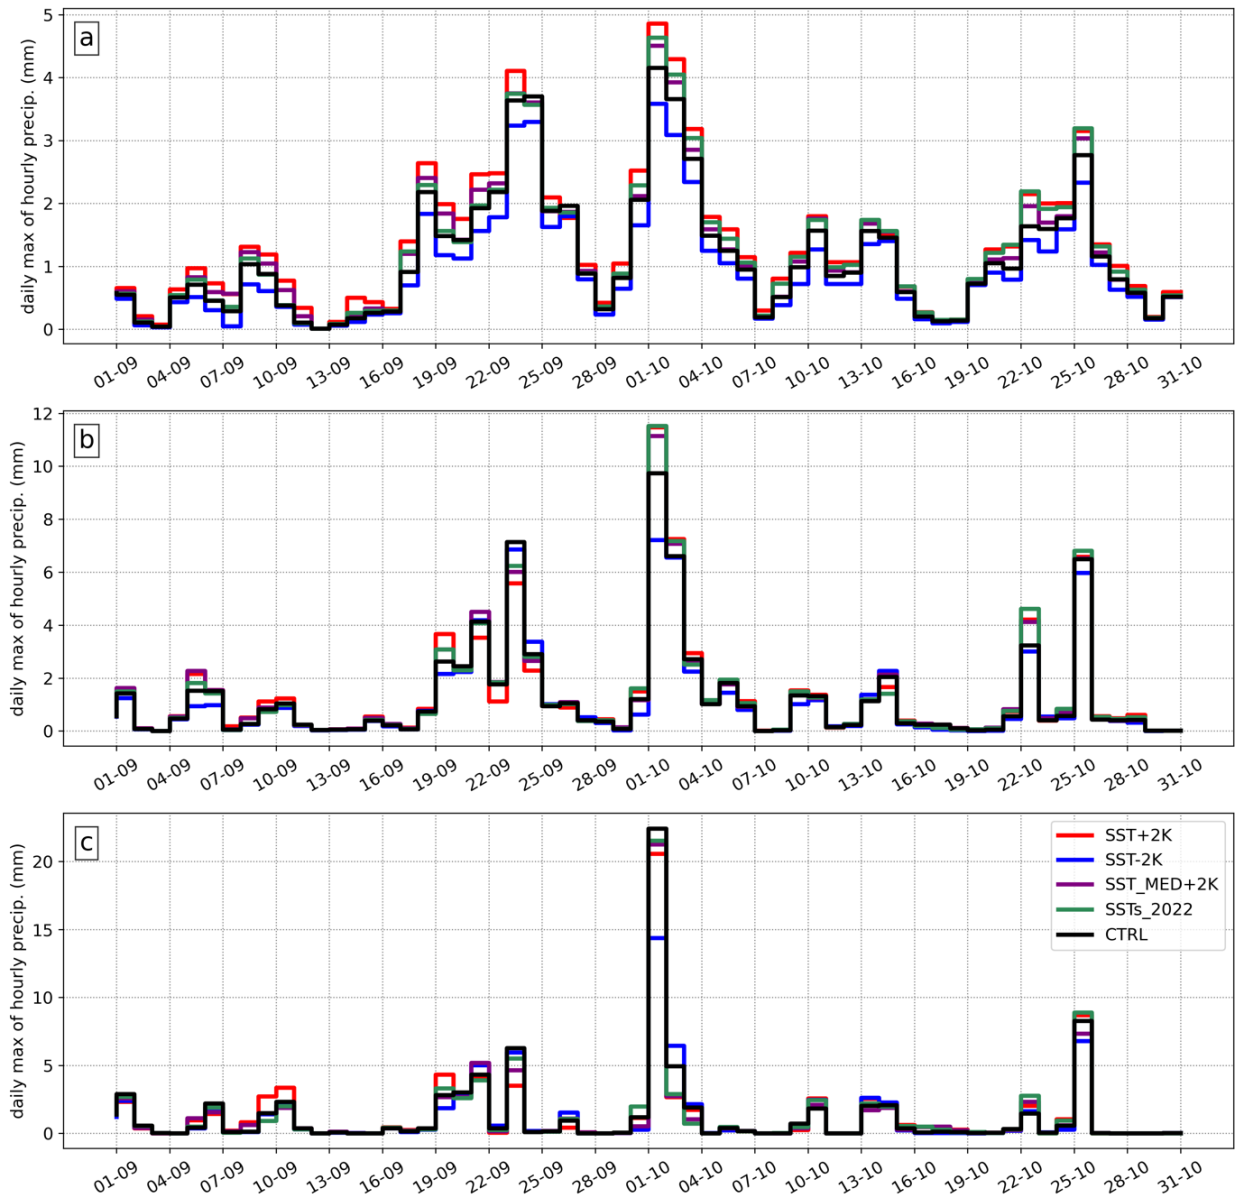 a
daily max of hourly precip. (mm)
5
4
3
2
1
0
01-09 04-09 07-09 10-09 13-09 16-09 19-09 22-09 25-09 28-09 01-10 04-10 07-10 10-10 13-10 16-10 19-10 22-10 25-10 28-10 31-10
b
daily max of hourly precip. (mm)
12
10
8
6
4
2
0
01-09 04-09 07-09 10-09 13-09 16-09 19-09 22-09 25-09 28-09 01-10 04-10 07-10 10-10 13-10 16-10 19-10 22-10 25-10 28-10 31-10
c
daily max of hourly precip. (mm)
20
15
10
5
0
SST+2K
SST-2K
SST_MED+2K
SSTs_2022
CTRL
01-09 04-09 07-09 10-09 13-09 16-09 19-09 22-09 25-09 28-09 01-10 04-10 07-10 10-10 13-10 16-10 19-10 22-10 25-10 28-10 31-10